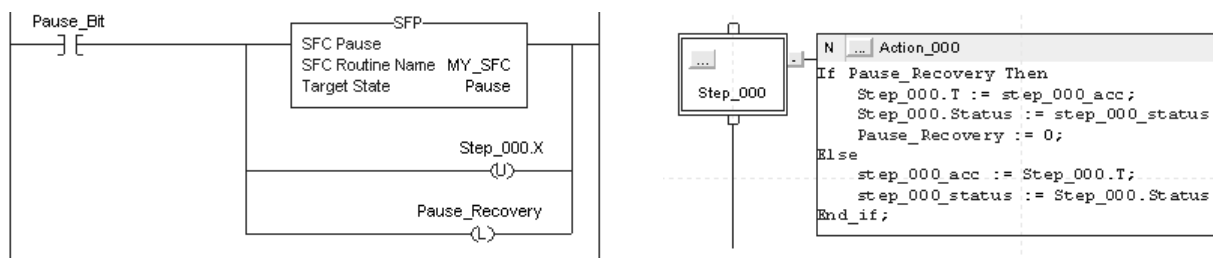 Pause_Bit
SFP
SFC Pause
SFC Routine Name MY_SFC
Target State Pause
Step_000.X
U
Pause_Recovery
L
...
Step_000
-
N ... Action_000
If Pause_Recovery Then
Step_000.T := step_000_acc;
Step_000.Status := step_000_status
Pause_Recovery := 0;
Else
step_000_acc := Step_000.T;
step_000_status := Step_000.Status
End_if;